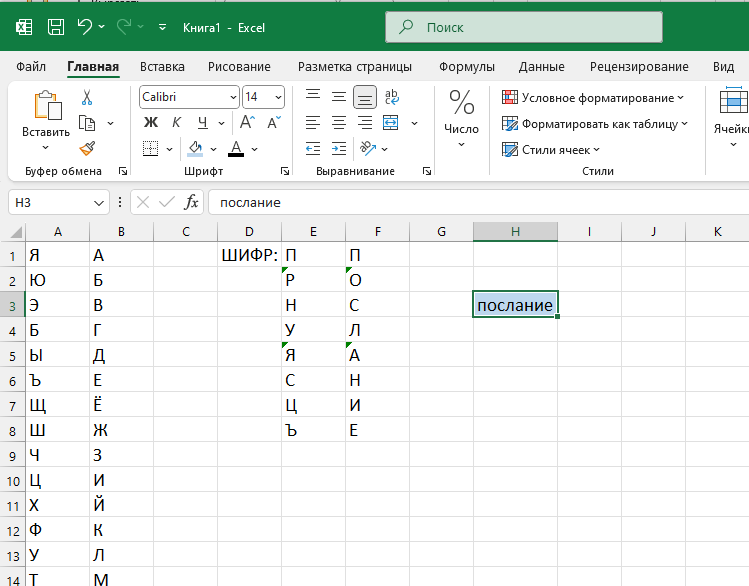 Книга1 - Excel
Поиск
Файл Главная Вставка Рисование Разметка страницы Формулы Данные Рецензирование Вид
Вставить
Calibri 14
Ж К Ч
Число
Условное форматирование
Форматировать как таблицу
Стили ячеек
Ячейки
Буфер обмена Шрифт Выравнивание Стили
H3 fx послание
A B C D E F G H I J K
1 Я А ШИФР: П П
2 Ю Б Р О
3 Э В Н С послание
4 Б Г У Л
5 Ы Д Я А
6 Ъ Е С Н
7 Щ Ё Ц И
8 Ш Ж Ъ Е
9 Ч З
10 Ц И
11 Х Й
12 Ф К
13 У Л
14 Т М